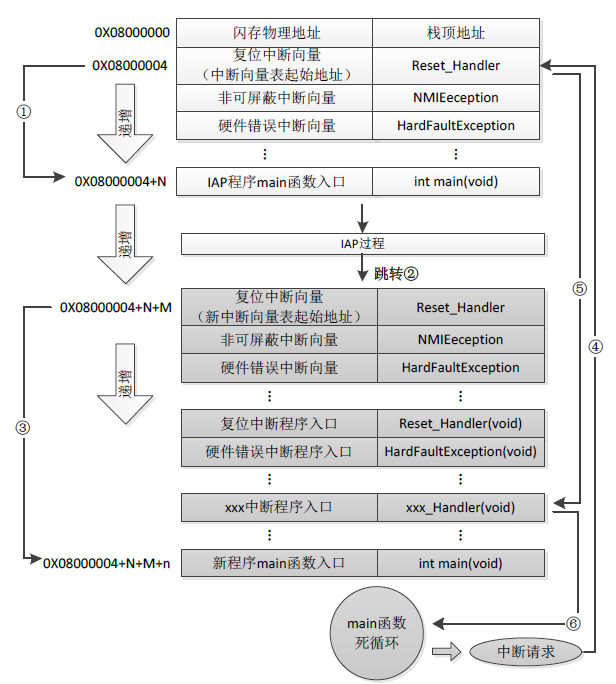 0X08000000 闪存物理地址 栈顶地址
0X08000004 复位中断向量 Reset_Handler
（中断向量表起始地址）
① 递增 非可屏蔽中断向量 NMIEeception
硬件错误中断向量 HardFaultException
0X08000004+N IAP程序main函数入口 int main(void)
递增
IAP过程
跳转② ⑤
0X08000004+N+M 复位中断向量 Reset_Handler
（新中断向量表起始地址）
非可屏蔽中断向量 NMIEeception ④
硬件错误中断向量 HardFaultException
递增
③ 复位中断程序入口 Reset_Handler(void)
硬件错误中断程序入口 HardFaultException(void)
xxx中断程序入口 xxx_Handler(void)
0X08000004+N+M+n 新程序main函数入口 int main(void)
main函数 ⑥
死循环 中断请求